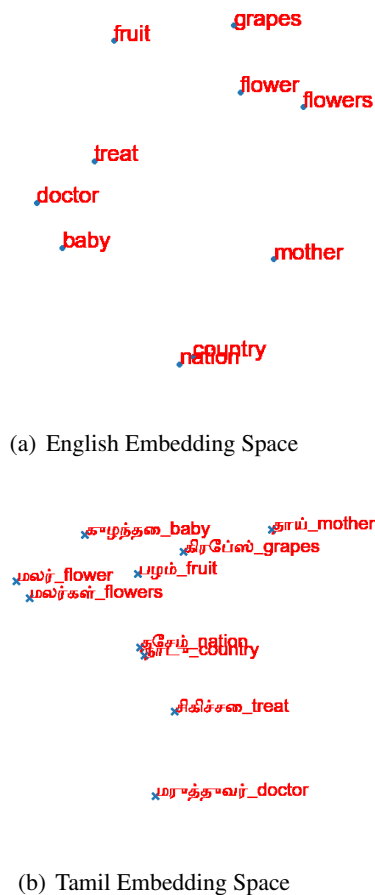 fruit
grapes
flower
flowers
treat
doctor
baby
mother
country
nation
(a) English Embedding Space
குழந்தை_baby
தாய்_mother
கிரேப்ஸ்_grapes
பழம்_fruit
மலர்_flower
மலர்கள்_flowers
தேசம்_nation
நாடு_country
சிகிச்சை_treat
மருத்துவர்_doctor
(b) Tamil Embedding Space